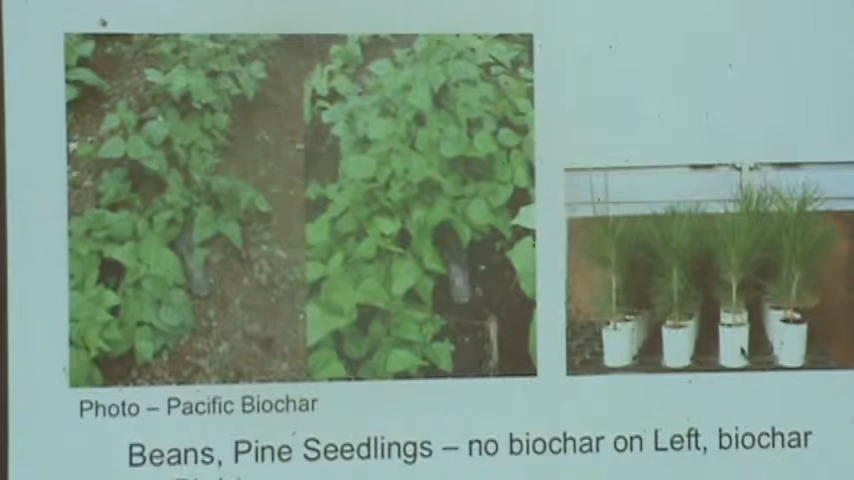 Photo – Pacific Biochar
Beans, Pine Seedlings – no biochar on Left, biochar